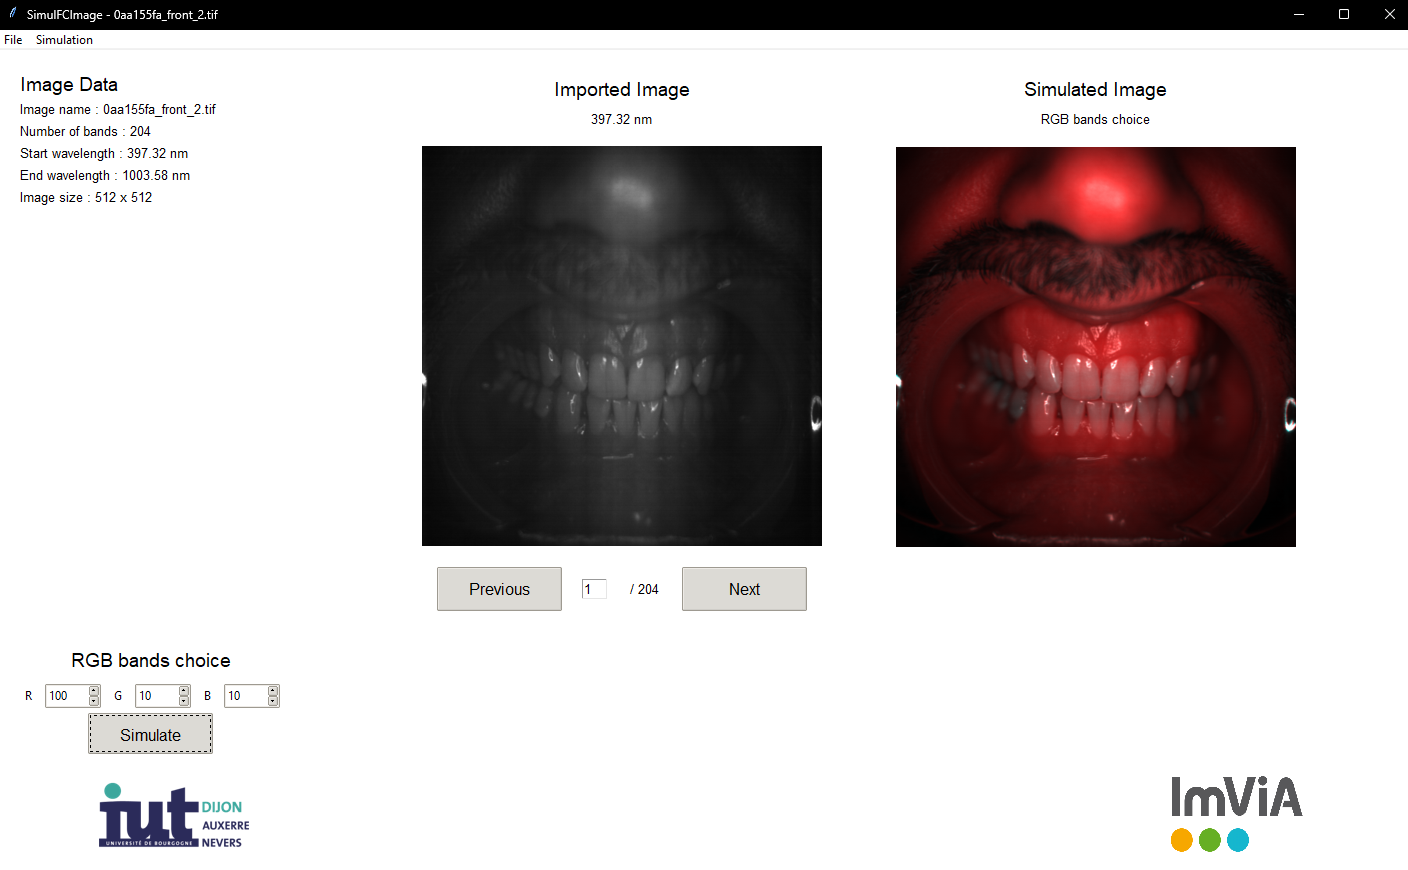 SimulFCImage - 0aa155fa_front_2.tif
File Simulation
Image Data
Image name : 0aa155fa_front_2.tif
Number of bands : 204
Start wavelength : 397.32 nm
End wavelength : 1003.58 nm
Image size : 512 x 512
Imported Image
397.32 nm
Simulated Image
RGB bands choice
Previous 1 / 204 Next
RGB bands choice
R 100 G 10 B 10
Simulate
iut DIJON
AUXERRE
UNIVERSITÉ DE BOURGOGNE NEVERS
ImViA